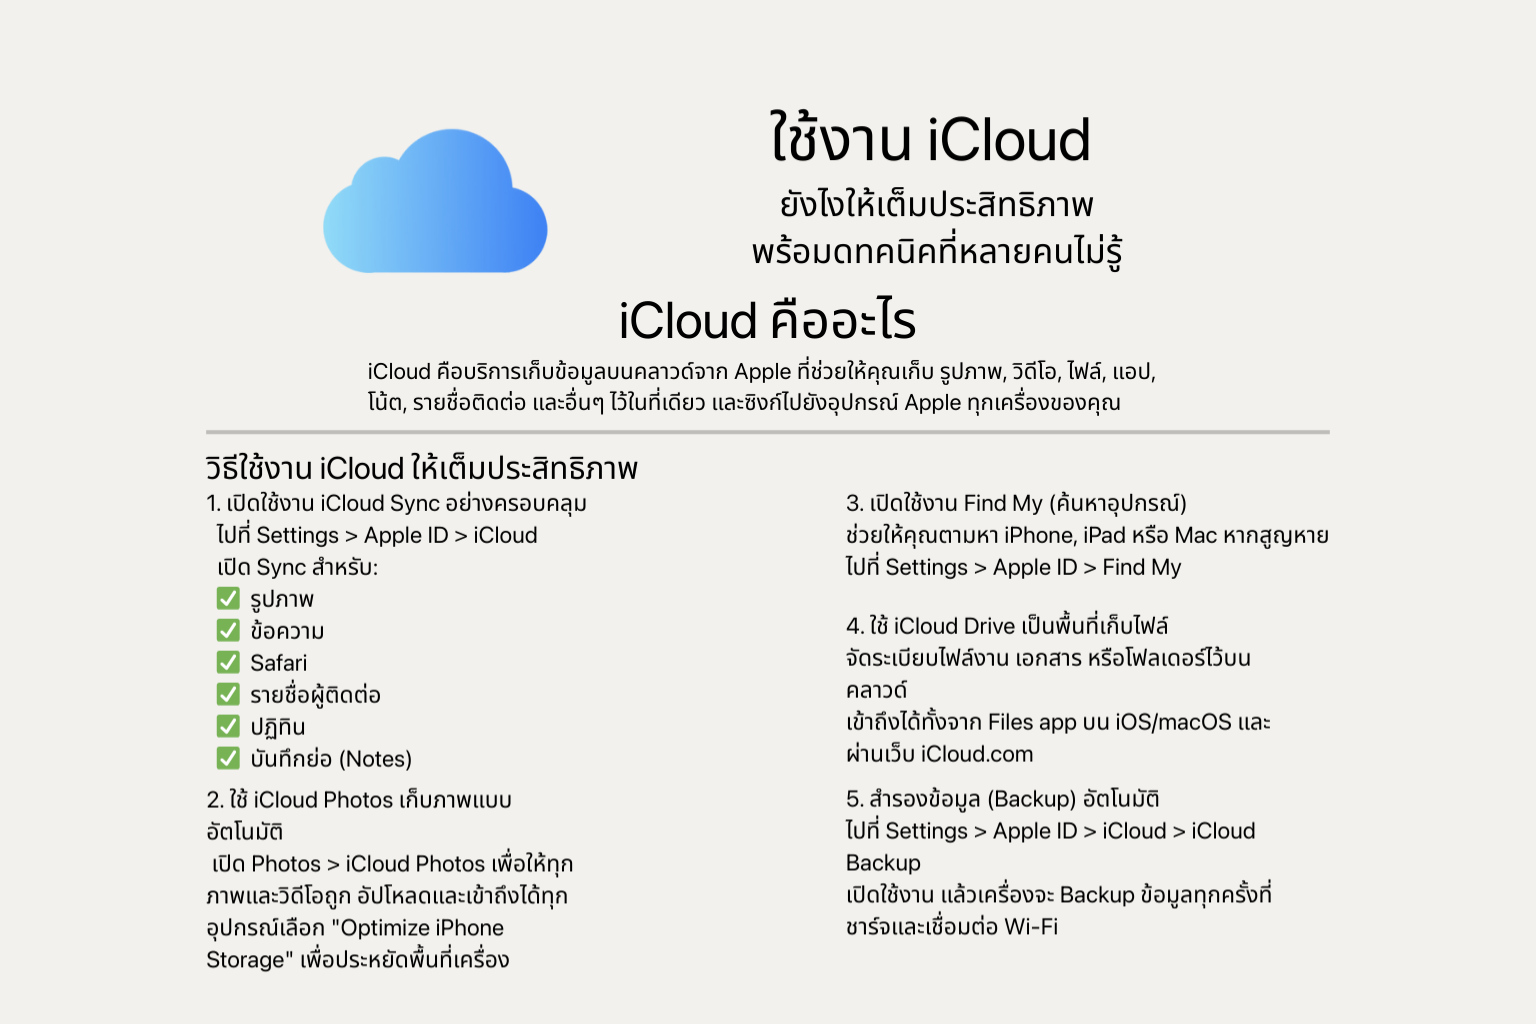 ใช้งาน iCloud
ยังไงให้เต็มประสิทธิภาพ
พร้อมดทคนิคที่หลายคนไม่รู้
iCloud คืออะไร
iCloud คือบริการเก็บข้อมูลบนคลาวด์จาก Apple ที่ช่วยให้คุณเก็บ รูปภาพ, วิดีโอ, ไฟล์, แอป,
โน้ต, รายชื่อติดต่อ และอื่นๆ ไว้ในที่เดียว และซิงก์ไปยังอุปกรณ์ Apple ทุกเครื่องของคุณ
วิธีใช้งาน iCloud ให้เต็มประสิทธิภาพ
1. เปิดใช้งาน iCloud Sync อย่างครอบคลุม
ไปที่ Settings > Apple ID > iCloud
เปิด Sync สำหรับ:
✅ รูปภาพ
✅ ข้อความ
✅ Safari
✅ รายชื่อผู้ติดต่อ
✅ ปฏิทิน
✅ บันทึกย่อ (Notes)
2. ใช้ iCloud Photos เก็บภาพแบบ
อัตโนมัติ
เปิด Photos > iCloud Photos เพื่อให้ทุก
ภาพและวิดีโอถูก อัปโหลดและเข้าถึงได้ทุก
อุปกรณ์เลือก "Optimize iPhone
Storage" เพื่อประหยัดพื้นที่เครื่อง
3. เปิดใช้งาน Find My (ค้นหาอุปกรณ์)
ช่วยให้คุณตามหา iPhone, iPad หรือ Mac หากสูญหาย
ไปที่ Settings > Apple ID > Find My
4. ใช้ iCloud Drive เป็นพื้นที่เก็บไฟล์
จัดระเบียบไฟล์งาน เอกสาร หรือโฟลเดอร์ไว้บน
คลาวด์
เข้าถึงได้ทั้งจาก Files app บน iOS/macOS และ
ผ่านเว็บ iCloud.com
5. สำรองข้อมูล (Backup) อัตโนมัติ
ไปที่ Settings > Apple ID > iCloud > iCloud
Backup
เปิดใช้งาน แล้วเครื่องจะ Backup ข้อมูลทุกครั้งที่
ชาร์จและเชื่อมต่อ Wi-Fi